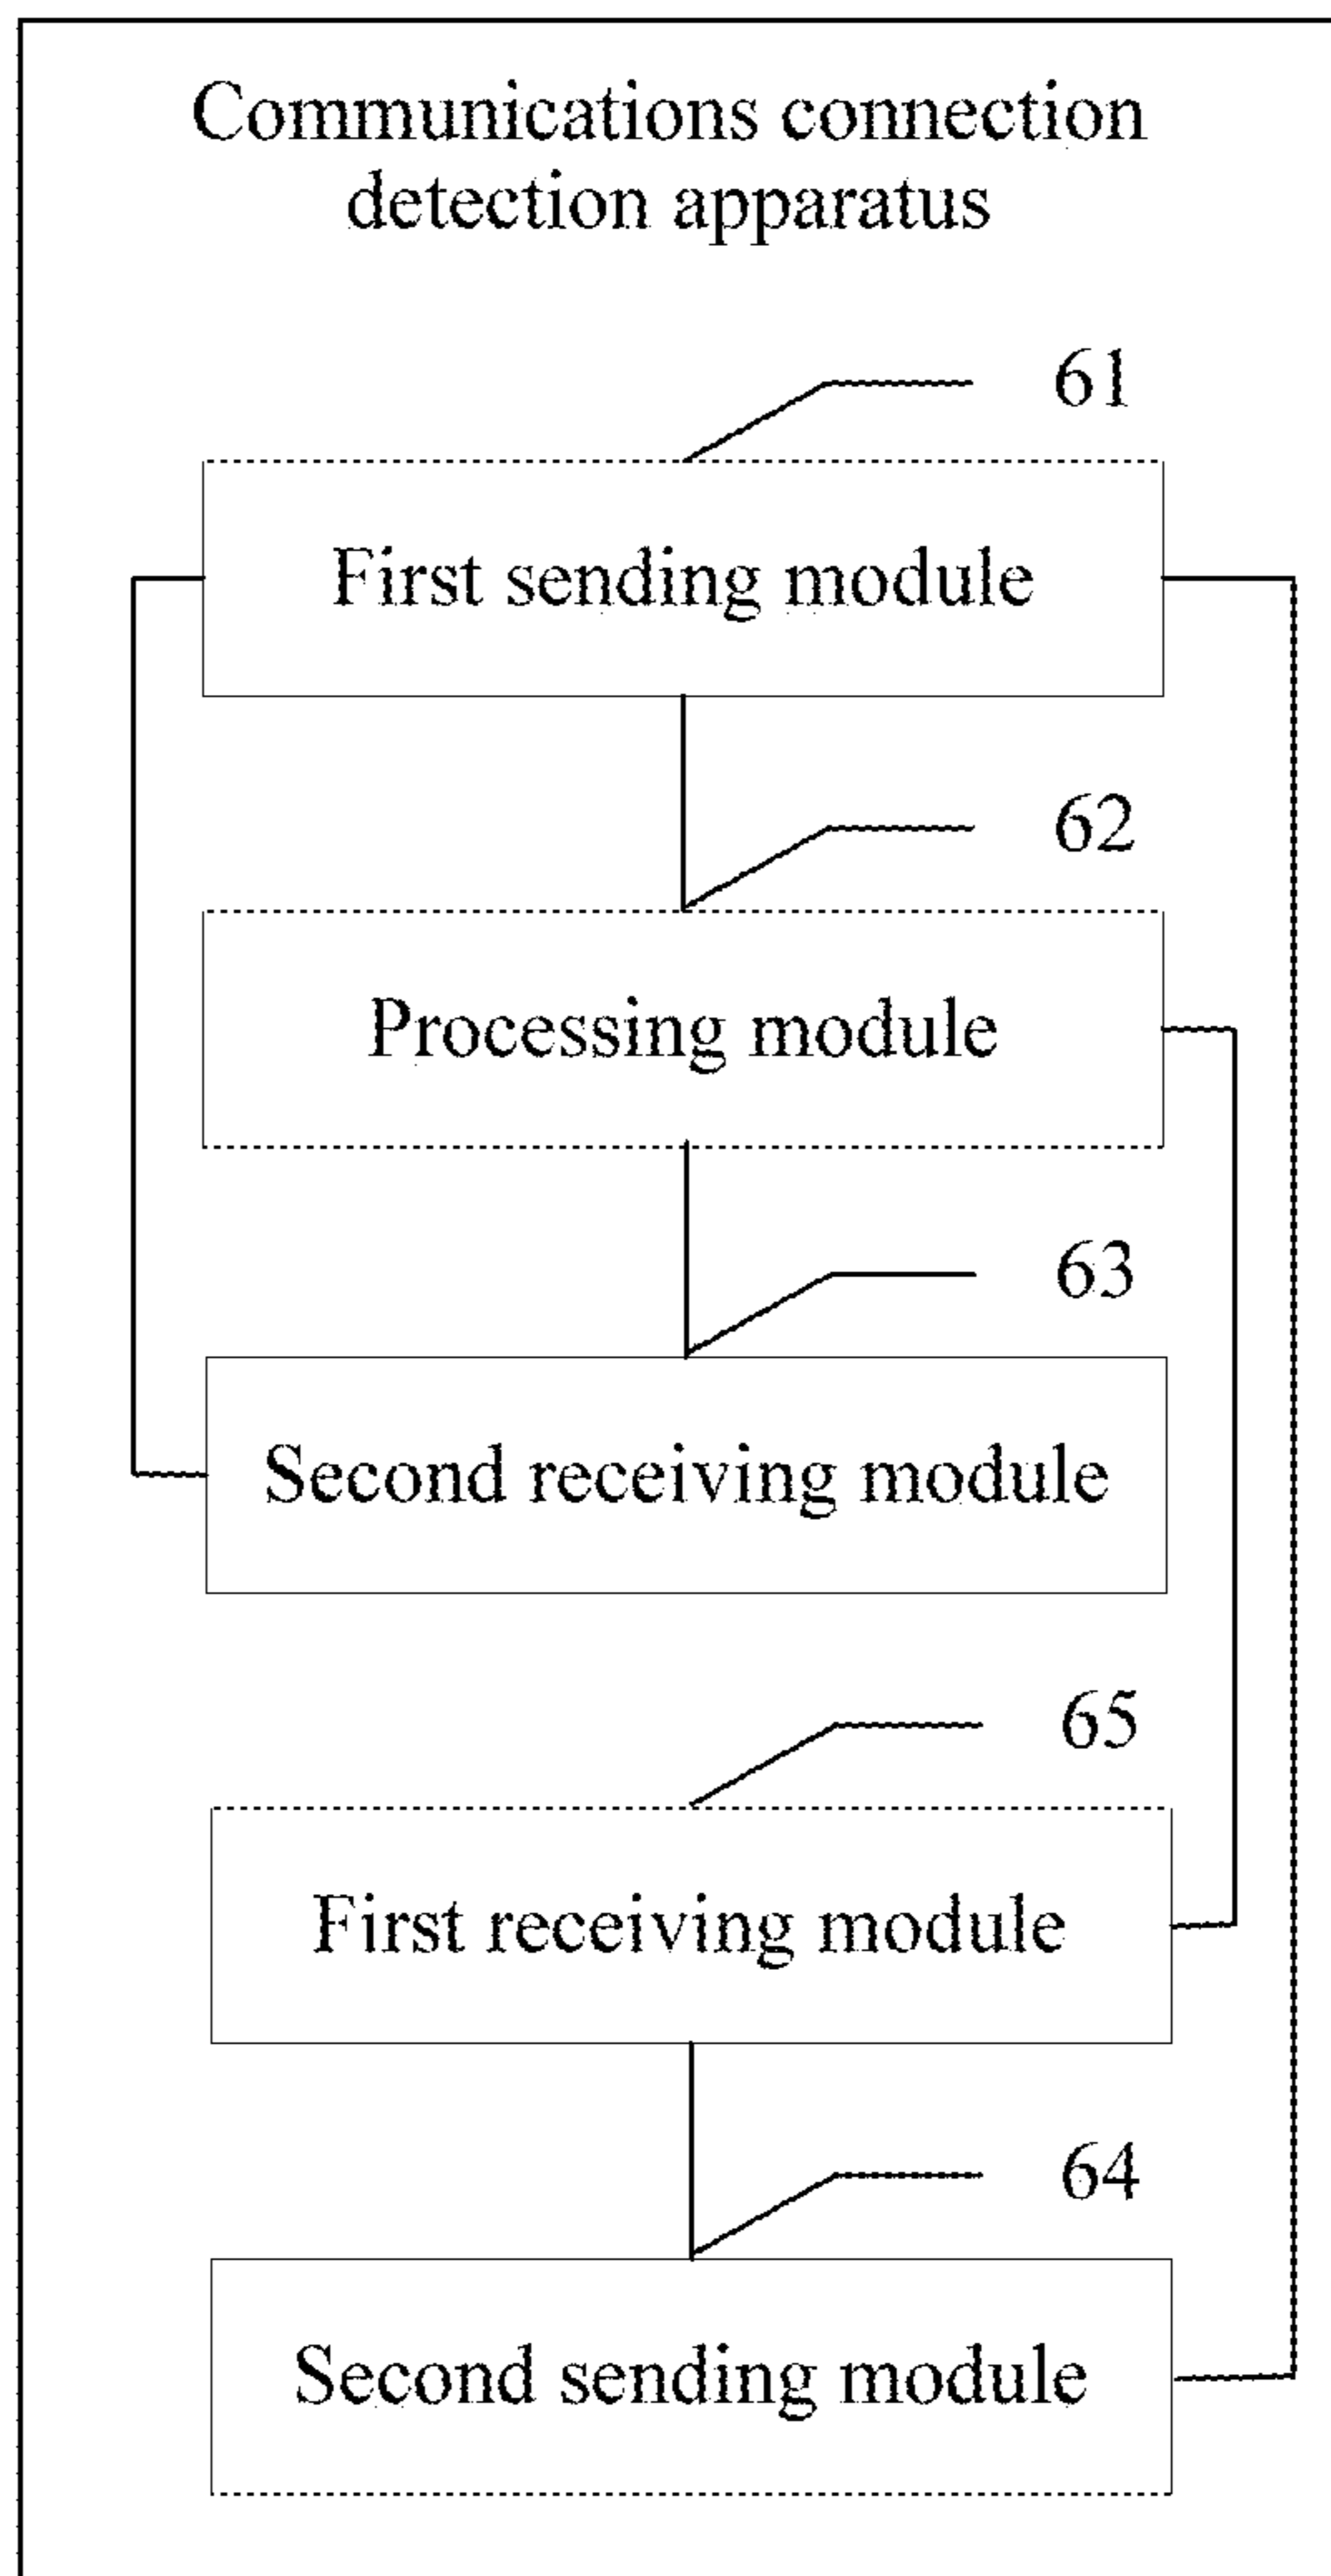 Communications connection
detection apparatus
61
First sending module
62
Processing module
63
Second receiving module
65
First receiving module
64
Second sending module